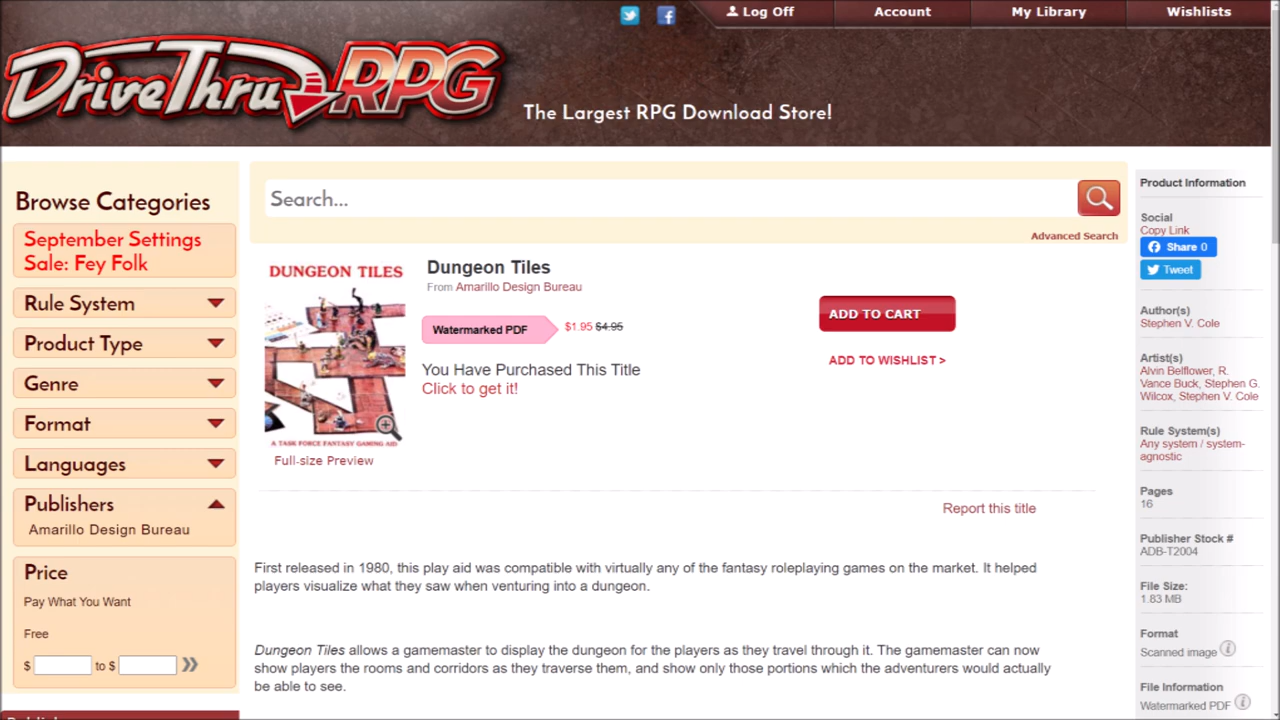 Log Off
Account
My Library
Wishlists
DriveThruRPG
The Largest RPG Download Store!
Browse Categories
September Settings
Sale: Fey Folk
Rule System
Product Type
Genre
Format
Languages
Publishers
Amarillo Design Bureau
Price
Pay What You Want
Free
$ to $
Search...
Advanced Search
DUNGEON TILES
A TASK FORCE FANTASY GAMING AID
Full-size Preview
Dungeon Tiles
From Amarillo Design Bureau
Watermarked PDF $1.95 $4.95
You Have Purchased This Title
Click to get it!
ADD TO CART
ADD TO WISHLIST >
Report this title
First released in 1980, this play aid was compatible with virtually any of the fantasy roleplaying games on the market. It helped
players visualize what they saw when venturing into a dungeon.
Dungeon Tiles allows a gamemaster to display the dungeon for the players as they travel through it. The gamemaster can now
show players the rooms and corridors as they traverse them, and show only those portions which the adventurers would actually
be able to see.
Product Information
Social
Copy Link
Share 0
Tweet
Author(s)
Stephen V. Cole
Artist(s)
Alvin Belflower, R.
Vance Buck, Stephen G.
Wilcox, Stephen V. Cole
Rule System(s)
Any system / system-
agnostic
Pages
16
Publisher Stock #
ADB-T2004
File Size:
1.83 MB
Format
Scanned image
File Information
Watermarked PDF